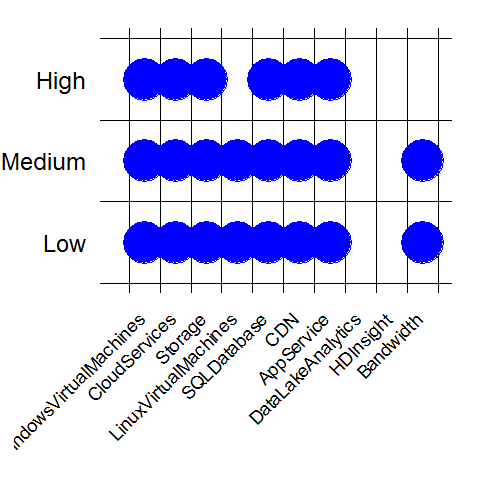 High
Medium
Low
ndowsVirtualMachines
CloudServices
Storage
LinuxVirtualMachines
SQLDatabase
CDN
AppService
DataLakeAnalytics
HDInsight
Bandwidth